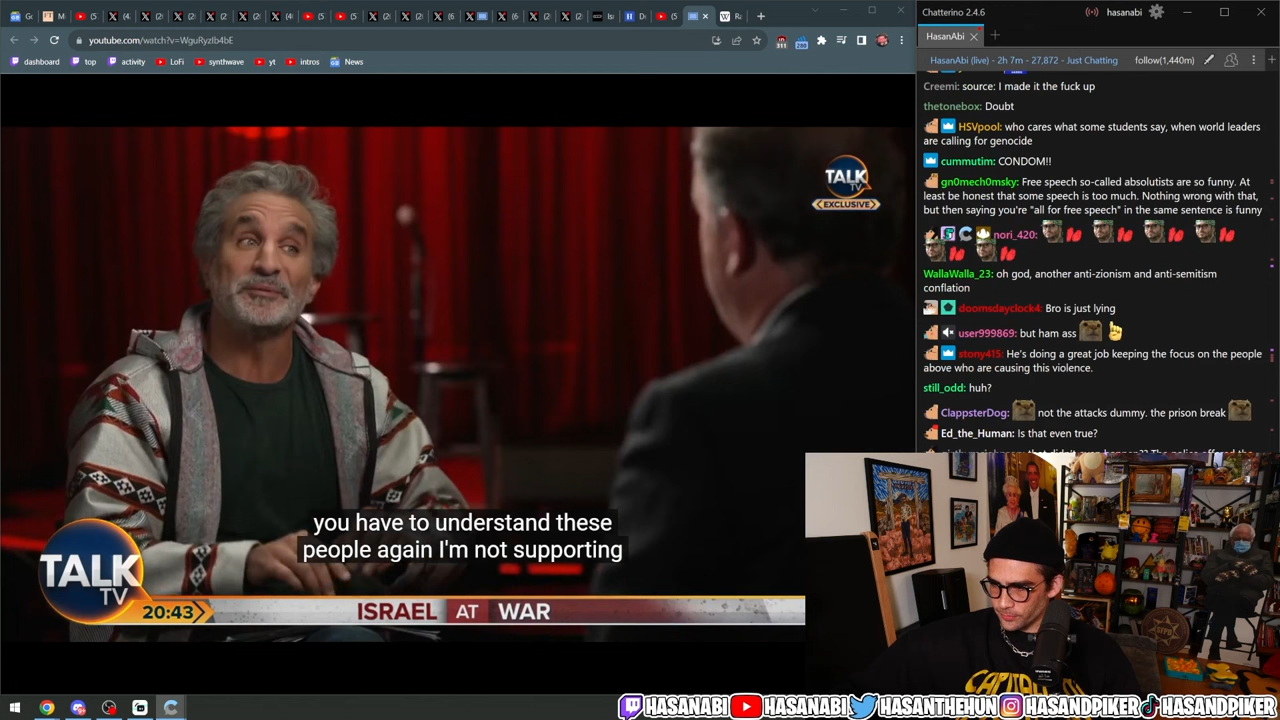 youtube.com/watch?v=WguRyzIb4bE
dashboard
top
activity
LoFi
synthwave
yt
intros
News
311
286
TALK
TV
EXCLUSIVE
you have to understand these
people again I'm not supporting
TALK
TV
20:43
ISRAEL AT WAR
Chatterino 2.4.6
hasanabi
HasanAbi
HasanAbi (live) - 2h 7m - 27,872 - Just Chatting
follow(1,440m)
Creemi: source: I made it the fuck up
thetonebox: Doubt
HSVpool: who cares what some students say, when world leaders
are calling for genocide
cummutim: CONDOM!!
gn0mech0msky: Free speech so-called absolutists are so funny. At
least be honest that some speech is too much. Nothing wrong with that,
but then saying you're "all for free speech" in the same sentence is funny
nori_420:
WallaWalla_23: oh god, another anti-zionism and anti-semitism
conflation
doomsdayclock4: Bro is just lying
user999869: but ham ass
stony415: He's doing a great job keeping the focus on the people
above who are causing this violence.
still_odd: huh?
ClappsterDog: not the attacks dummy. the prison break
Ed_the_Human: Is that even true?
HASANABI HASANABI HASANTHEHUN HASANDPIKER HASANDPIKER